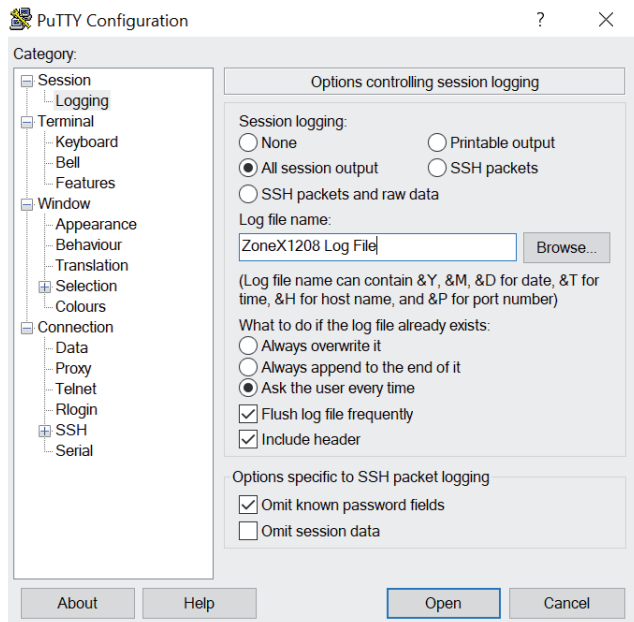 PuTTY Configuration
?
Category:
Session
Logging
Terminal
Keyboard
Bell
Features
Window
Appearance
Behaviour
Translation
Selection
Colours
Connection
Data
Proxy
Telnet
Rlogin
SSH
Serial
Options controlling session logging
Session logging:
None
Printable output
All session output
SSH packets
SSH packets and raw data
Log file name:
ZoneX1208 Log File
Browse...
(Log file name can contain &Y, &M, &D for date, &T for
time, &H for host name, and &P for port number)
What to do if the log file already exists:
Always overwrite it
Always append to the end of it
Ask the user every time
Flush log file frequently
Include header
Options specific to SSH packet logging
Omit known password fields
Omit session data
About
Help
Open
Cancel